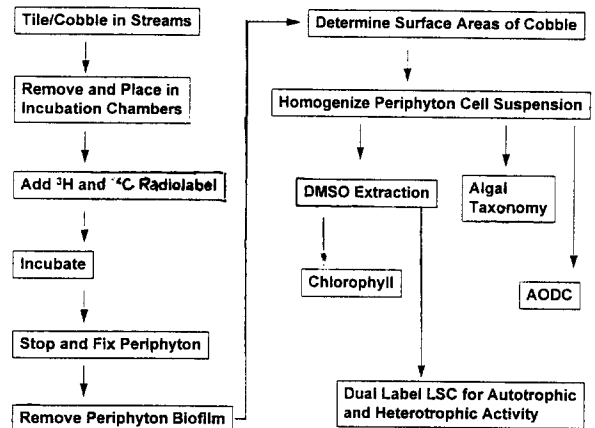 Tile/Cobble in Streams
Remove and Place in
Incubation Chambers
Add ³H and ¹⁴C Radiolabel
Incubate
Stop and Fix Periphyton
Remove Periphyton Biofilm
Determine Surface Areas of Cobble
Homogenize Periphyton Cell Suspension
DMSO Extraction
Algal
Taxonomy
Chlorophyll
AODC
Dual Label LSC for Autotrophic
and Heterotrophic Activity